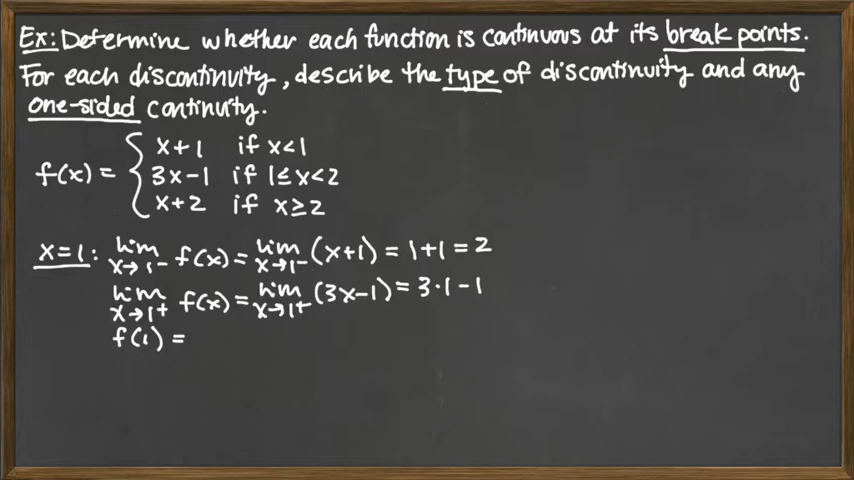 Ex: Determine whether each function is continuous at its break points.
For each discontinuity, describe the type of discontinuity and any
one-sided continuity.
f(x) = { x+1 if x<1
3x-1 if 1≤x<2
x+2 if x≥2
x=1: lim x→1- f(x) = lim x→1- (x+1) = 1+1 = 2
lim x→1+ f(x) = lim x→1+ (3x-1) = 3·1-1
f(1) =